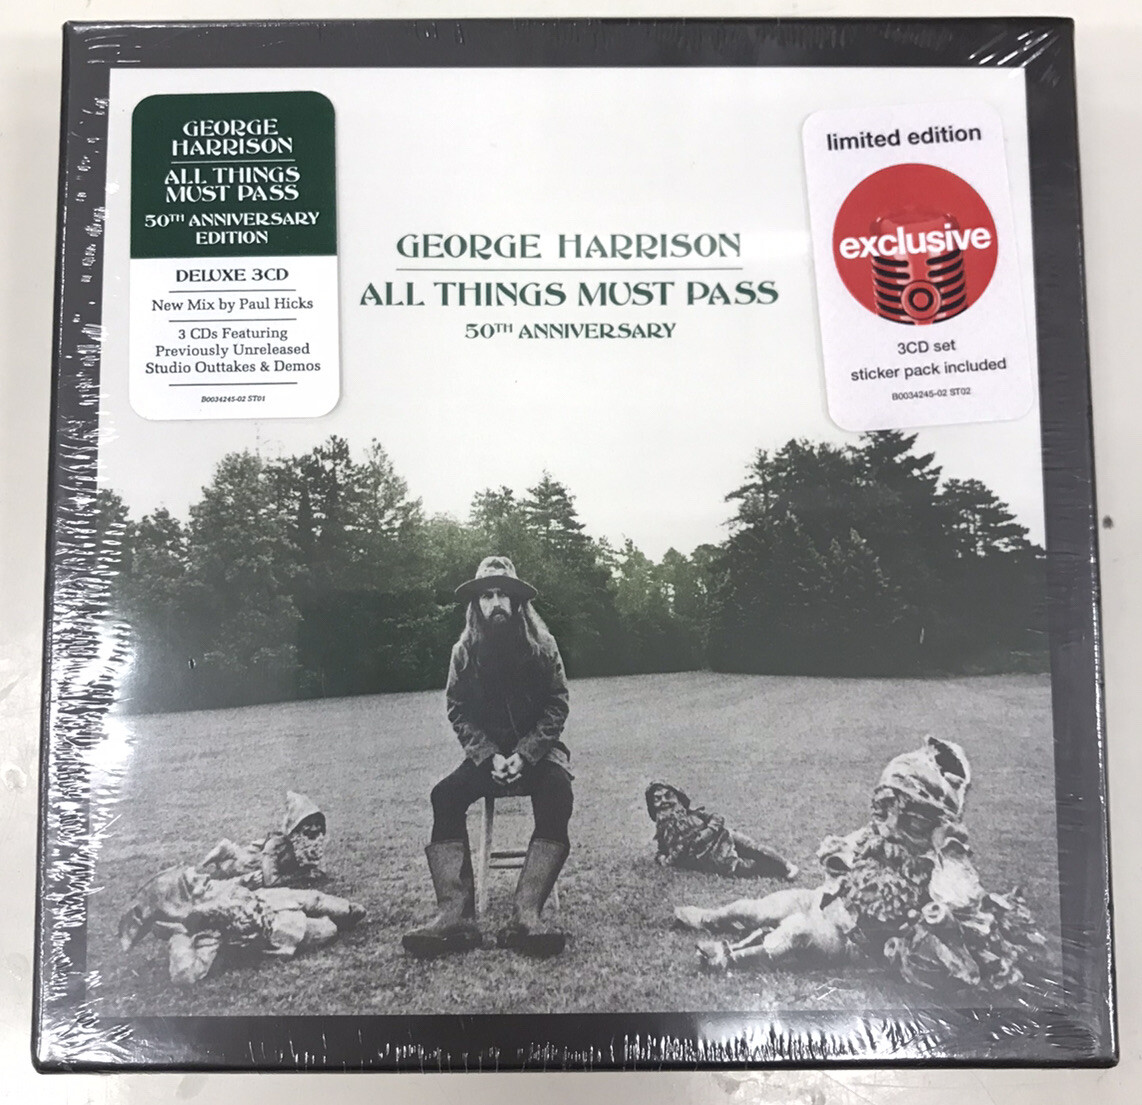 GEORGE
HARRISON
ALL THINGS
MUST PASS
50TH ANNIVERSARY
EDITION
DELUXE 3CD
New Mix by Paul Hicks
3 CDs Featuring
Previously Unreleased
Studio Outtakes & Demos
B0034245-02 ST01
GEORGE HARRISON
ALL THINGS MUST PASS
50TH ANNIVERSARY
limited edition
exclusive
3CD set
sticker pack included
B0034245-02 ST02